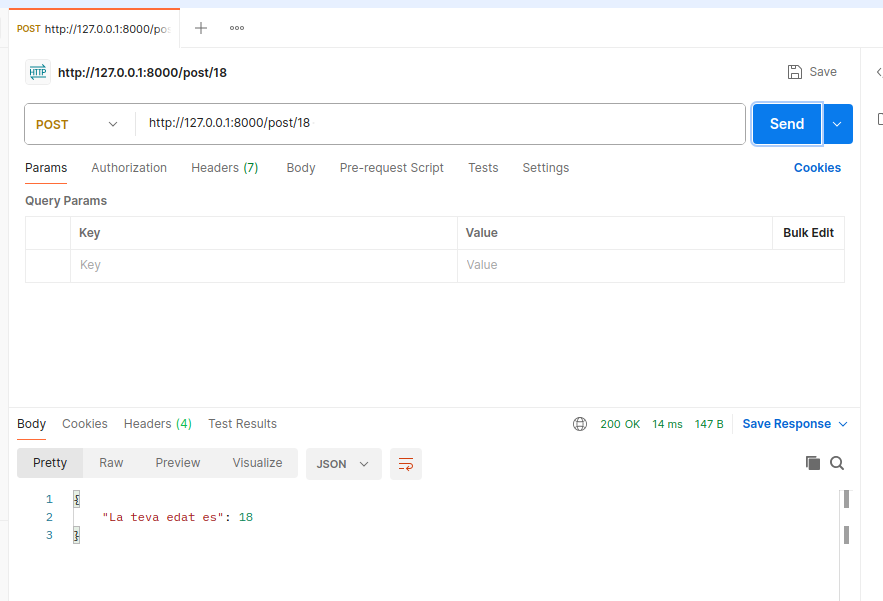 POST http://127.0.0.1:8000/pos
HTTP http://127.0.0.1:8000/post/18 Save
POST http://127.0.0.1:8000/post/18 Send
Params Authorization Headers (7) Body Pre-request Script Tests Settings Cookies
Query Params
Key Value Bulk Edit
Key Value
Body Cookies Headers (4) Test Results 200 OK 14 ms 147 B Save Response
Pretty Raw Preview Visualize JSON
1 {
2 "La teva edat es": 18
3 }